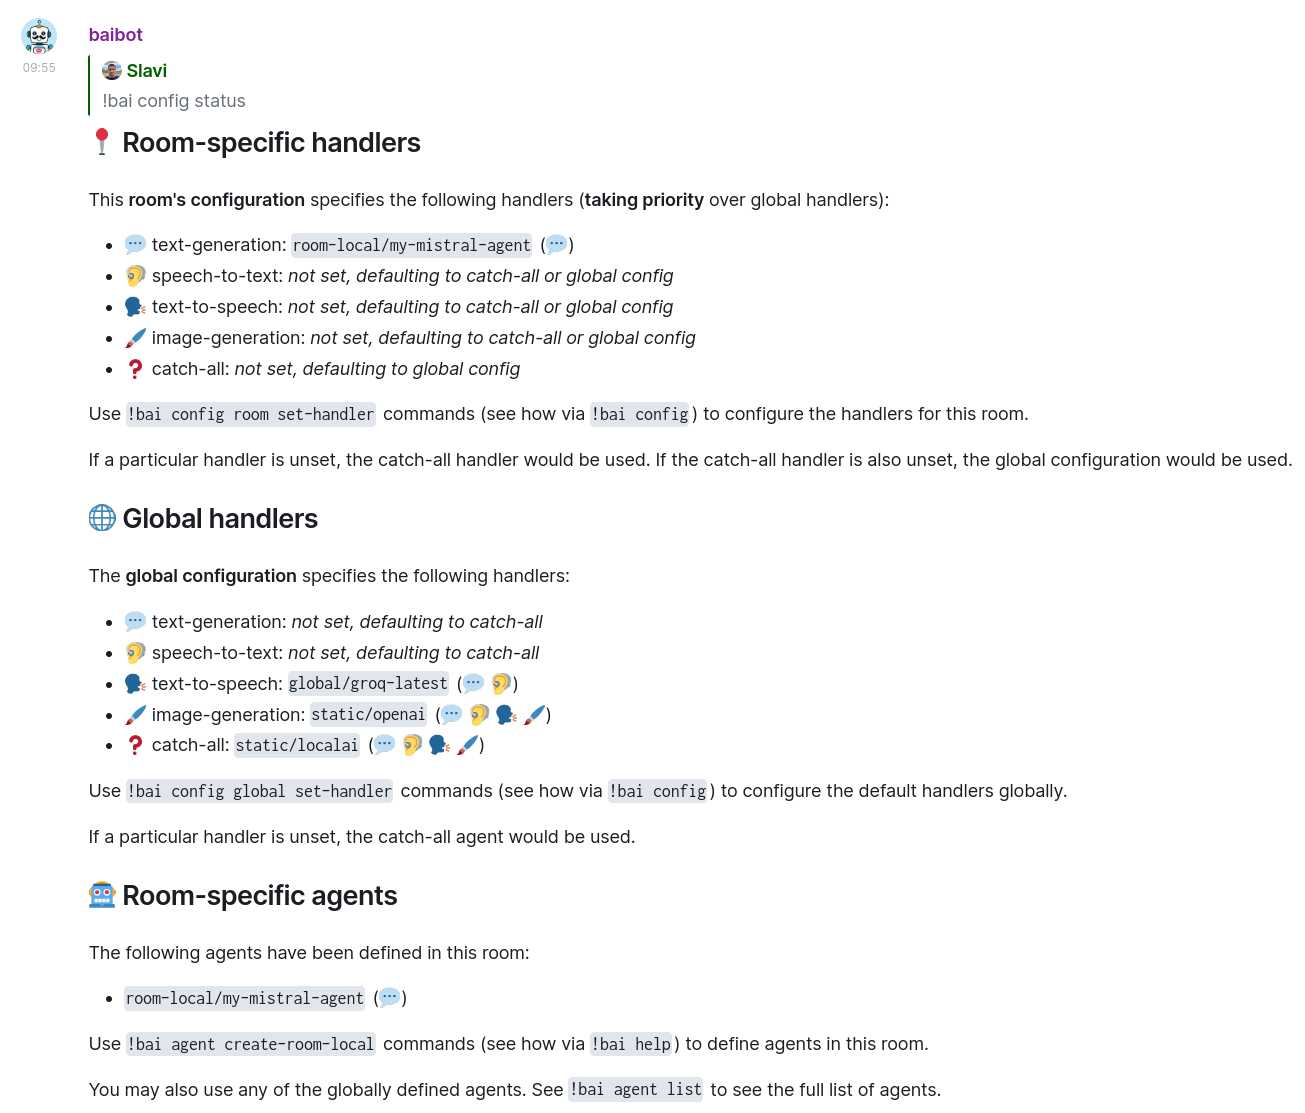 baibot
09:55
Slavi
!bai config status
📍 Room-specific handlers
This room's configuration specifies the following handlers (taking priority over global handlers):
• 💬 text-generation: room-local/my-mistral-agent (💬)
• 🦻 speech-to-text: not set, defaulting to catch-all or global config
• 🗣️ text-to-speech: not set, defaulting to catch-all or global config
• 🖌️ image-generation: not set, defaulting to catch-all or global config
• ❓ catch-all: not set, defaulting to global config
Use !bai config room set-handler commands (see how via !bai config) to configure the handlers for this room.
If a particular handler is unset, the catch-all handler would be used. If the catch-all handler is also unset, the global configuration would be used.
🌐 Global handlers
The global configuration specifies the following handlers:
• 💬 text-generation: not set, defaulting to catch-all
• 🦻 speech-to-text: not set, defaulting to catch-all
• 🗣️ text-to-speech: global/groq-latest (💬 🦻)
• 🖌️ image-generation: static/openai (💬 🦻 🗣️ 🖌️)
• ❓ catch-all: static/localai (💬 🦻 🗣️ 🖌️)
Use !bai config global set-handler commands (see how via !bai config) to configure the default handlers globally.
If a particular handler is unset, the catch-all agent would be used.
🤖 Room-specific agents
The following agents have been defined in this room:
• room-local/my-mistral-agent (💬)
Use !bai agent create-room-local commands (see how via !bai help) to define agents in this room.
You may also use any of the globally defined agents. See !bai agent list to see the full list of agents.